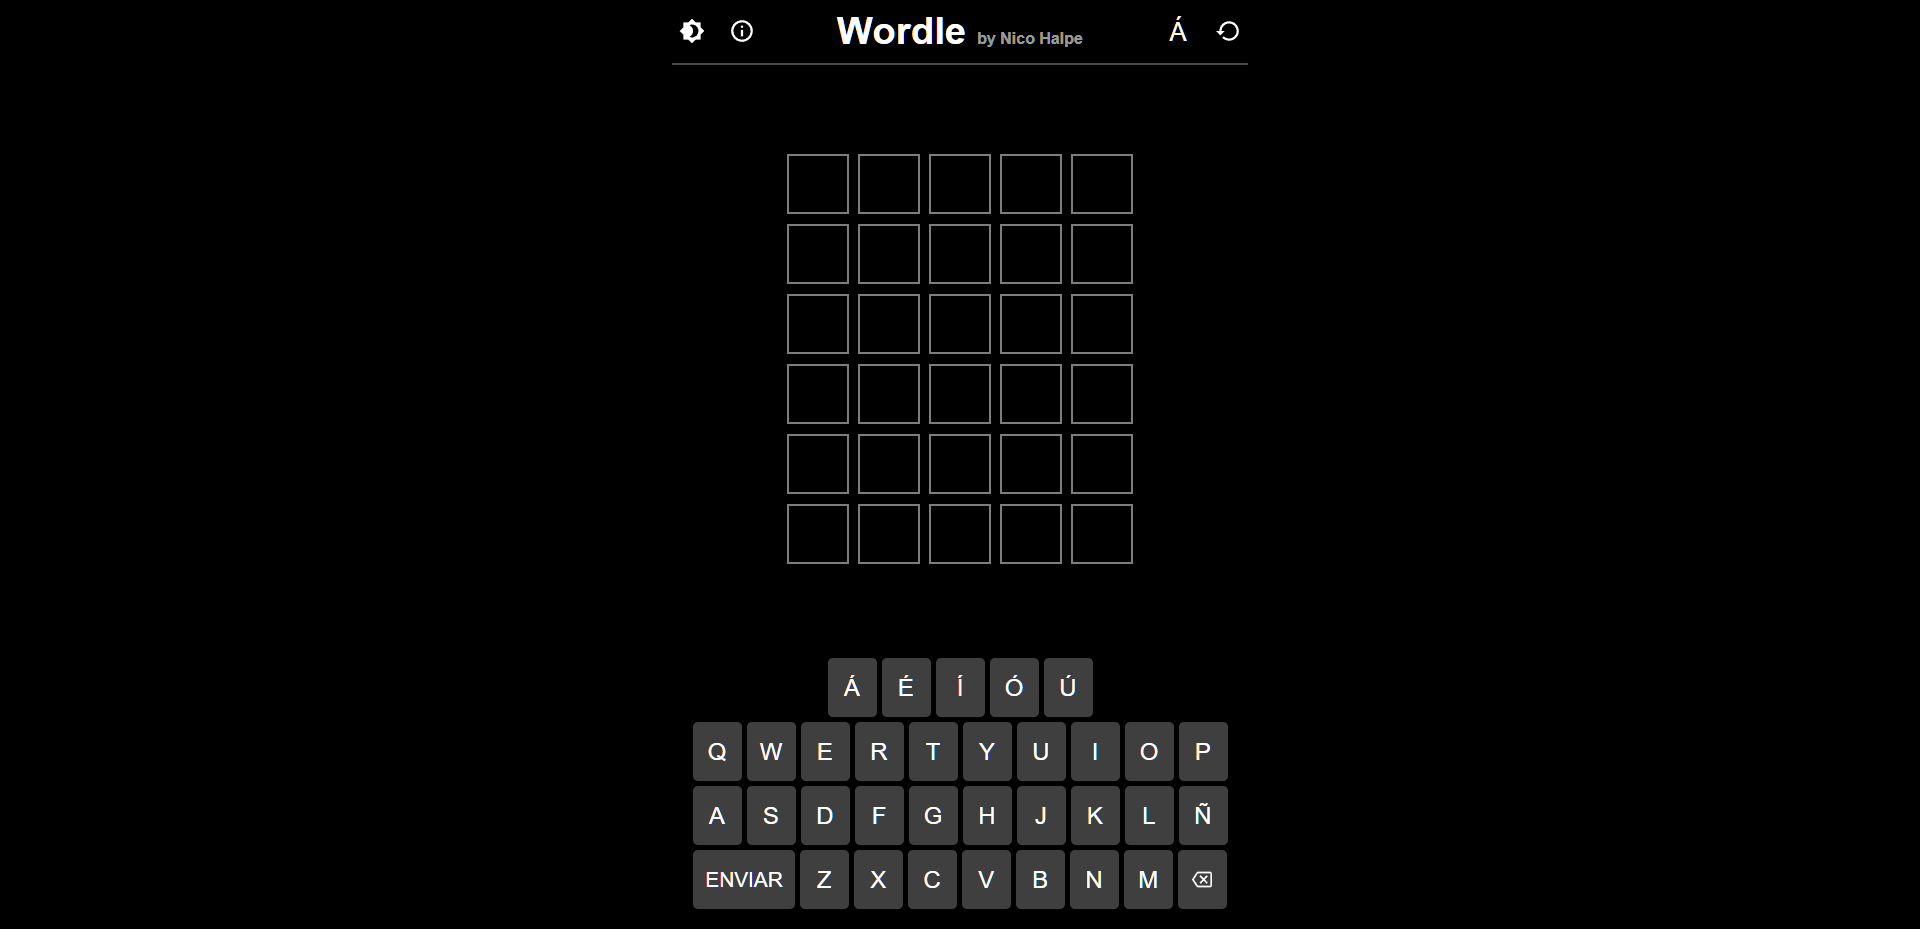 Wordle by Nico Halpe Á
Á É Í Ó Ú
Q W E R T Y U I O P
A S D F G H J K L Ñ
ENVIAR Z X C V B N M